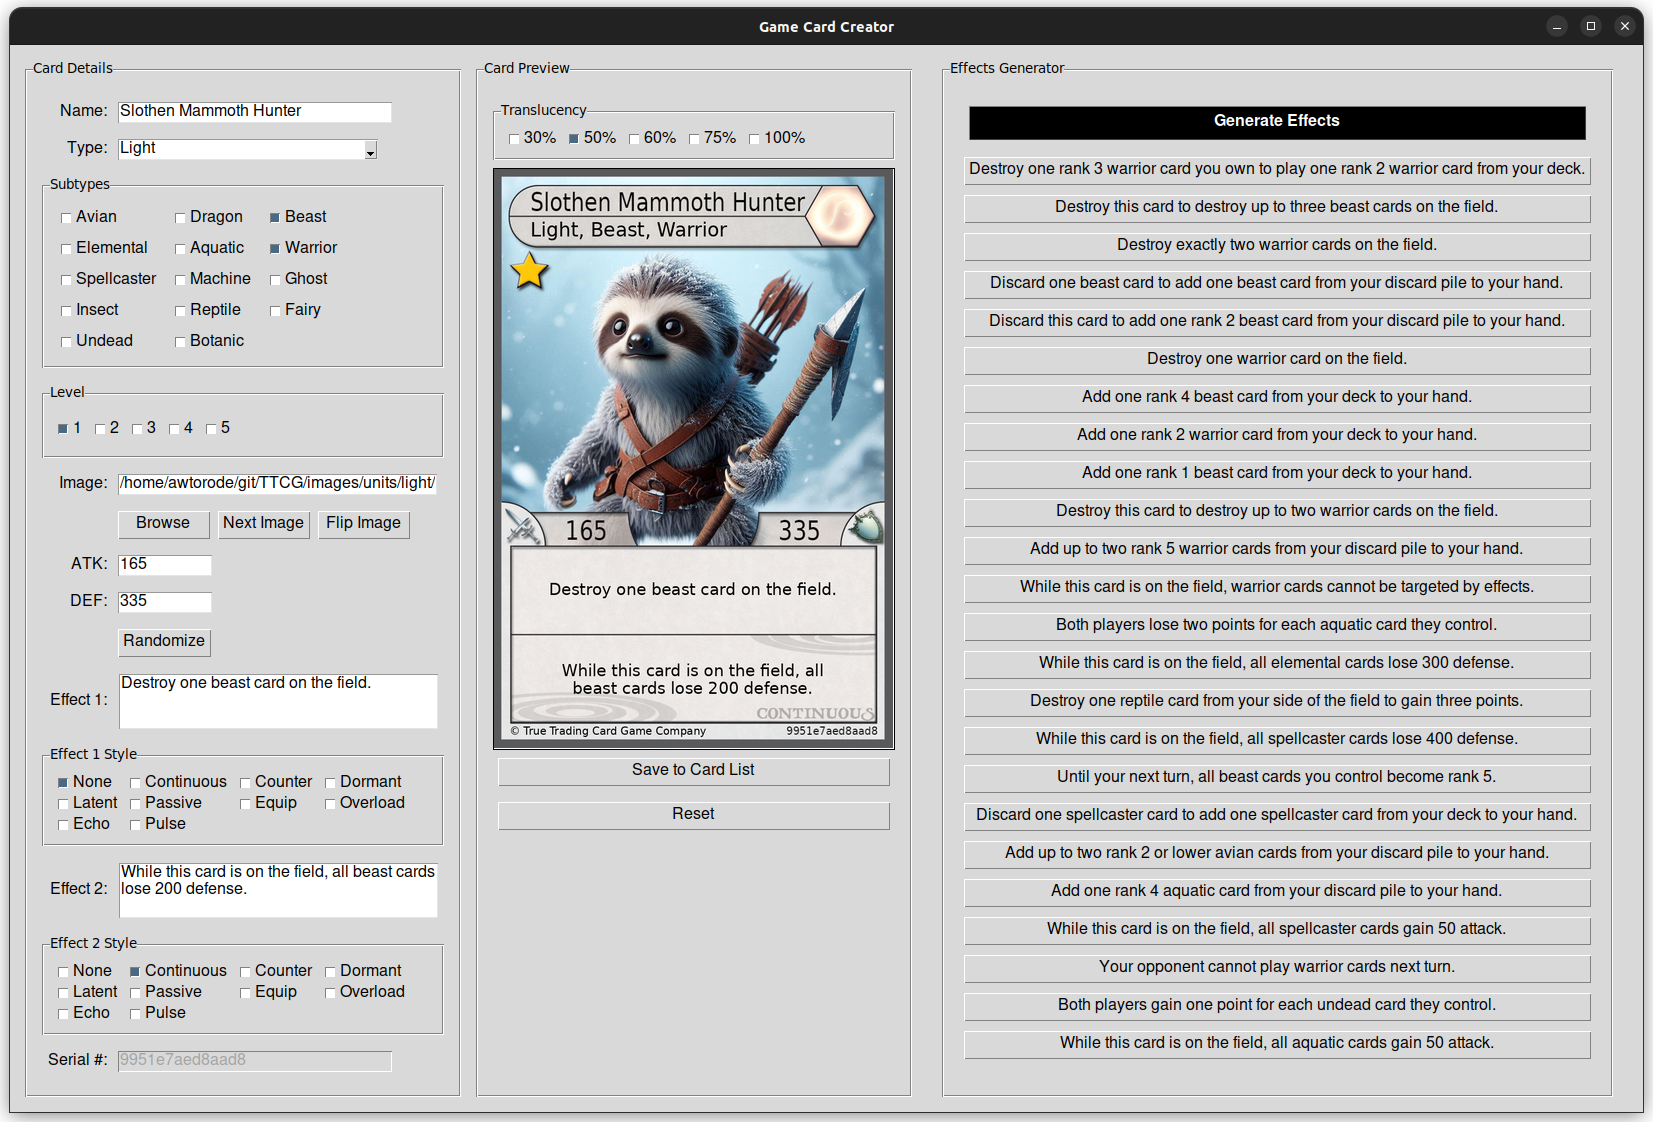 Game Card Creator
Card Details
Name: Slothen Mammoth Hunter
Type: Light
Subtypes
Avian Dragon Beast
Elemental Aquatic Warrior
Spellcaster Machine Ghost
Insect Reptile Fairy
Undead Botanic
Level
1 2 3 4 5
Image: /home/awtorode/git/TTCG/images/units/light/
Browse Next Image Flip Image
ATK: 165
DEF: 335
Randomize
Effect 1: Destroy one beast card on the field.
Effect 1 Style
None Continuous Counter Dormant
Latent Passive Equip Overload
Echo Pulse
Effect 2: While this card is on the field, all beast cards
lose 200 defense.
Effect 2 Style
None Continuous Counter Dormant
Latent Passive Equip Overload
Echo Pulse
Serial #: 9951e7aed8aad8
Card Preview
Translucency
30% 50% 60% 75% 100%
Slothen Mammoth Hunter
Light, Beast, Warrior
165 335
Destroy one beast card on the field.
While this card is on the field, all
beast cards lose 200 defense.
CONTINUOUS
© True Trading Card Game Company 9951e7aed8aad8
Save to Card List
Reset
Effects Generator
Generate Effects
Destroy one rank 3 warrior card you own to play one rank 2 warrior card from your deck.
Destroy this card to destroy up to three beast cards on the field.
Destroy exactly two warrior cards on the field.
Discard one beast card to add one beast card from your discard pile to your hand.
Discard this card to add one rank 2 beast card from your discard pile to your hand.
Destroy one warrior card on the field.
Add one rank 4 beast card from your deck to your hand.
Add one rank 2 warrior card from your deck to your hand.
Add one rank 1 beast card from your deck to your hand.
Destroy this card to destroy up to two warrior cards on the field.
Add up to two rank 5 warrior cards from your discard pile to your hand.
While this card is on the field, warrior cards cannot be targeted by effects.
Both players lose two points for each aquatic card they control.
While this card is on the field, all elemental cards lose 300 defense.
Destroy one reptile card from your side of the field to gain three points.
While this card is on the field, all spellcaster cards lose 400 defense.
Until your next turn, all beast cards you control become rank 5.
Discard one spellcaster card to add one spellcaster card from your deck to your hand.
Add up to two rank 2 or lower avian cards from your discard pile to your hand.
Add one rank 4 aquatic card from your discard pile to your hand.
While this card is on the field, all spellcaster cards gain 50 attack.
Your opponent cannot play warrior cards next turn.
Both players gain one point for each undead card they control.
While this card is on the field, all aquatic cards gain 50 attack.